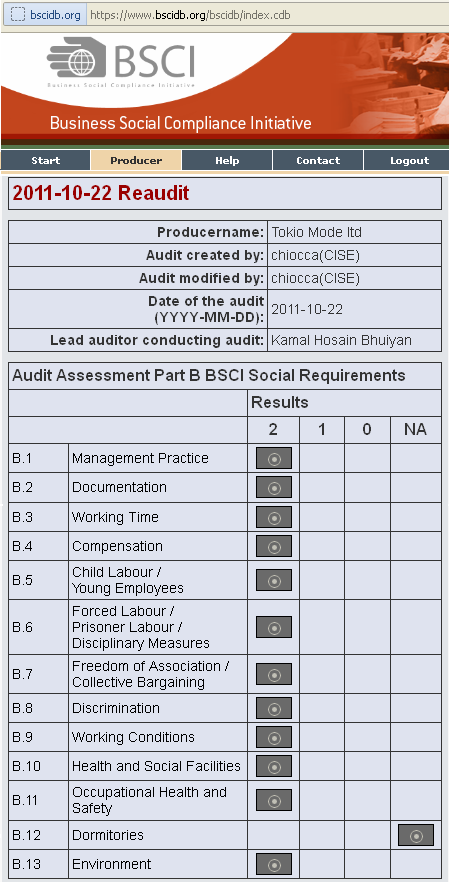 bscidb.org
https://www.bscidb.org/bscidb/index.cdb
BSCI
Business Social Compliance Initiative
Business Social Compliance Initiative
Start Producer Help Contact Logout
2011-10-22 Reaudit
Producername: Tokio Mode ltd
Audit created by: chiocca(CISE)
Audit modified by: chiocca(CISE)
Date of the audit
(YYYY-MM-DD): 2011-10-22
Lead auditor conducting audit: Kamal Hosain Bhuiyan
Audit Assessment Part B BSCI Social Requirements
Results
2 1 0 NA
B.1 Management Practice
B.2 Documentation
B.3 Working Time
B.4 Compensation
B.5 Child Labour /
Young Employees
B.6 Forced Labour /
Prisoner Labour /
Disciplinary Measures
B.7 Freedom of Association /
Collective Bargaining
B.8 Discrimination
B.9 Working Conditions
B.10 Health and Social Facilities
B.11 Occupational Health and
Safety
B.12 Dormitories
B.13 Environment